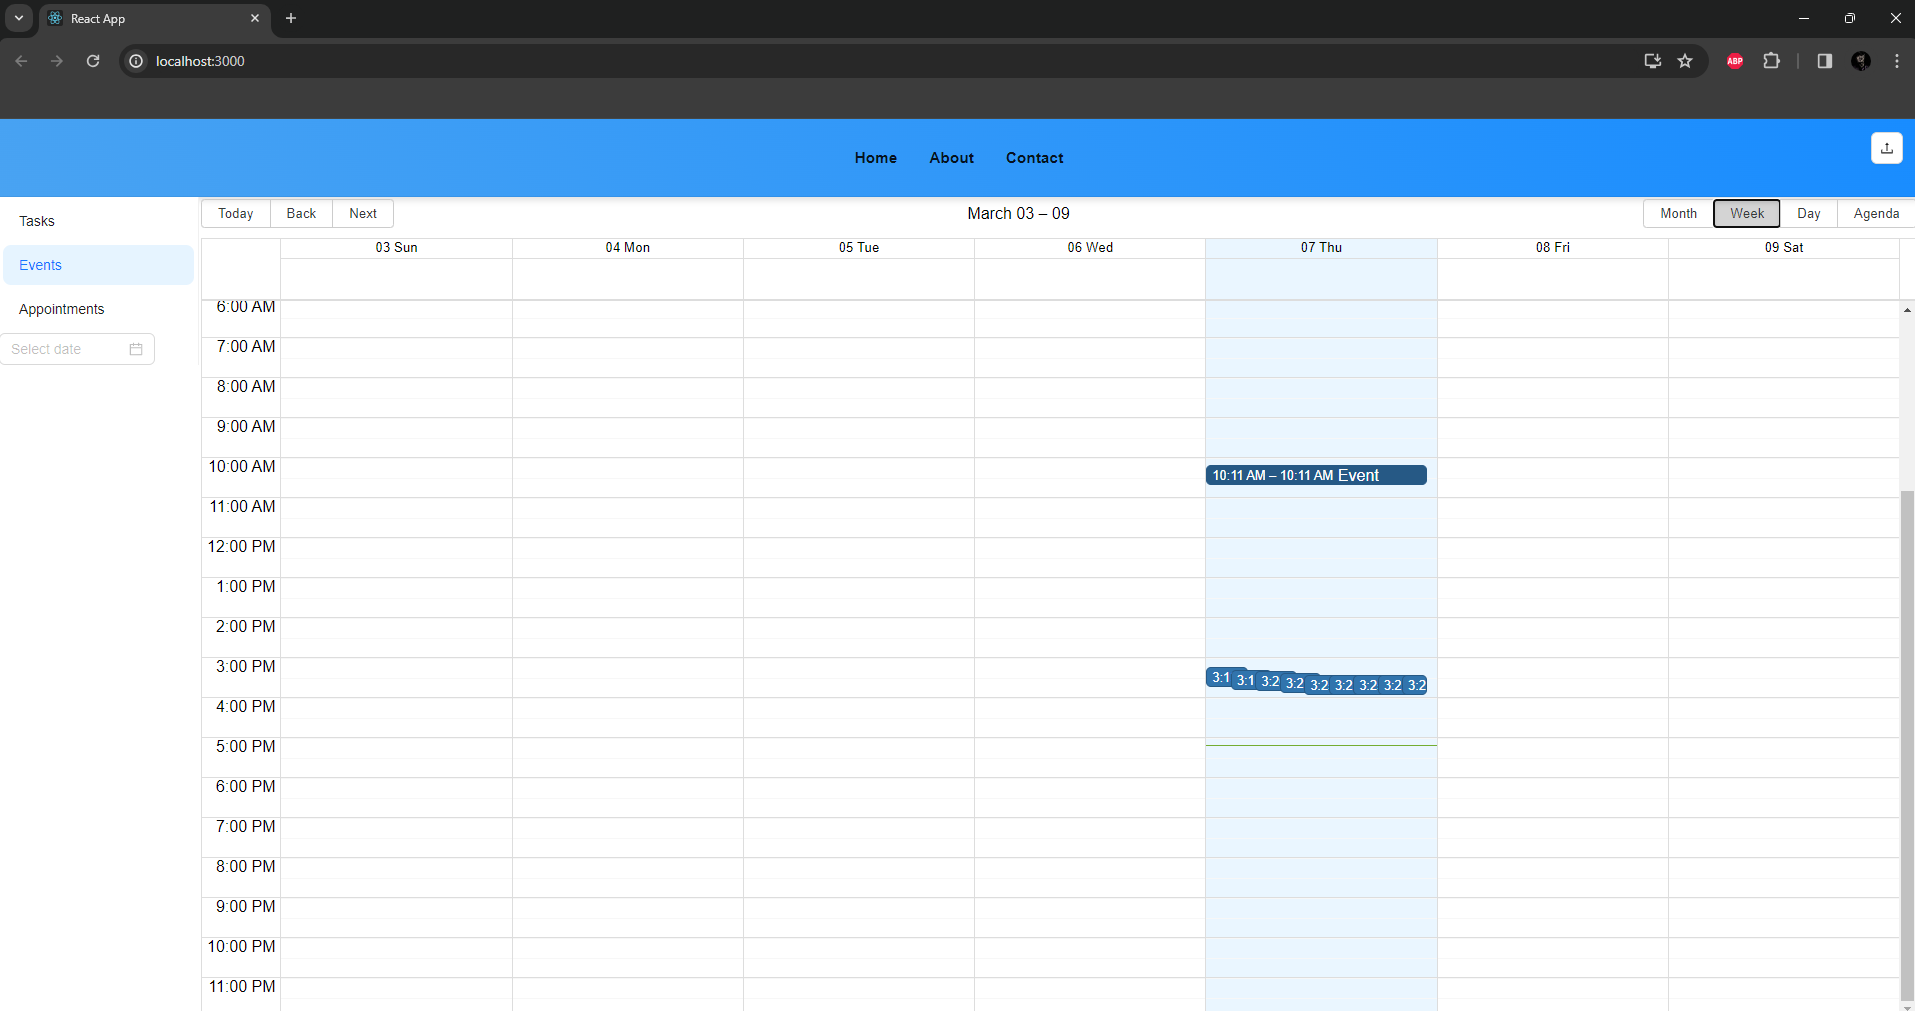 React App
localhost:3000
ABP
Home About Contact
Tasks
Events
Appointments
Select date
Today Back Next
March 03 – 09
Month Week Day Agenda
03 Sun 04 Mon 05 Tue 06 Wed 07 Thu 08 Fri 09 Sat
6:00 AM
7:00 AM
8:00 AM
9:00 AM
10:00 AM
10:11 AM – 10:11 AM Event
11:00 AM
12:00 PM
1:00 PM
2:00 PM
3:00 PM
3:1 3:1 3:2 3:2 3:2 3:2 3:2 3:2 3:2
4:00 PM
5:00 PM
6:00 PM
7:00 PM
8:00 PM
9:00 PM
10:00 PM
11:00 PM